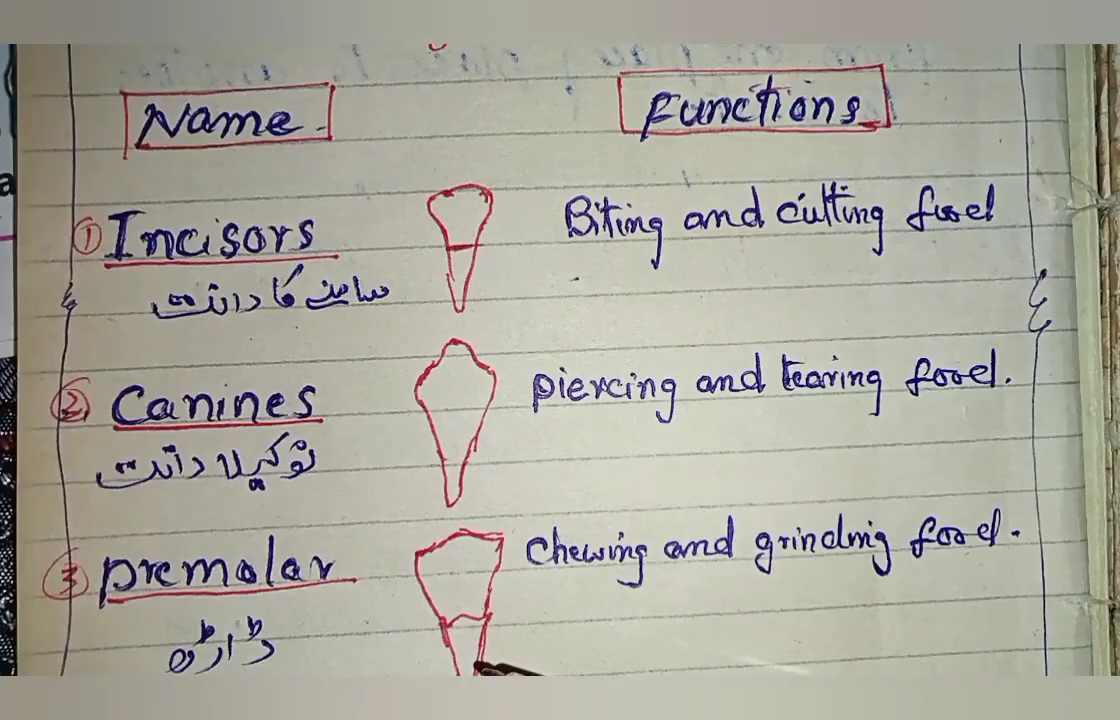 Name
Functions
① Incisors
Biting and cutting food
سامنے کا دانت
② Canines
piercing and tearing food.
نوکیلا دانت
③ premolar
Chewing and grinding food.
ڈاڑھ